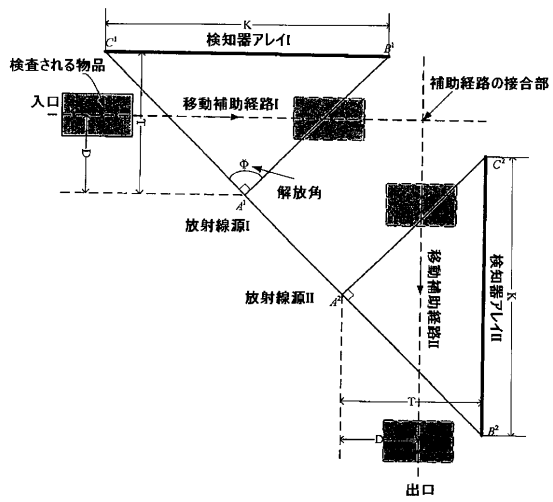 K
C¹
検知器アレイI
B¹
検査される物品
補助経路の接合部
入口
移動補助経路I
T
D
Φ
解放角
A¹
放射線源I
C²
放射線源II
A²
移動補助経路II
検知器アレイII
K
T
D
B²
出口